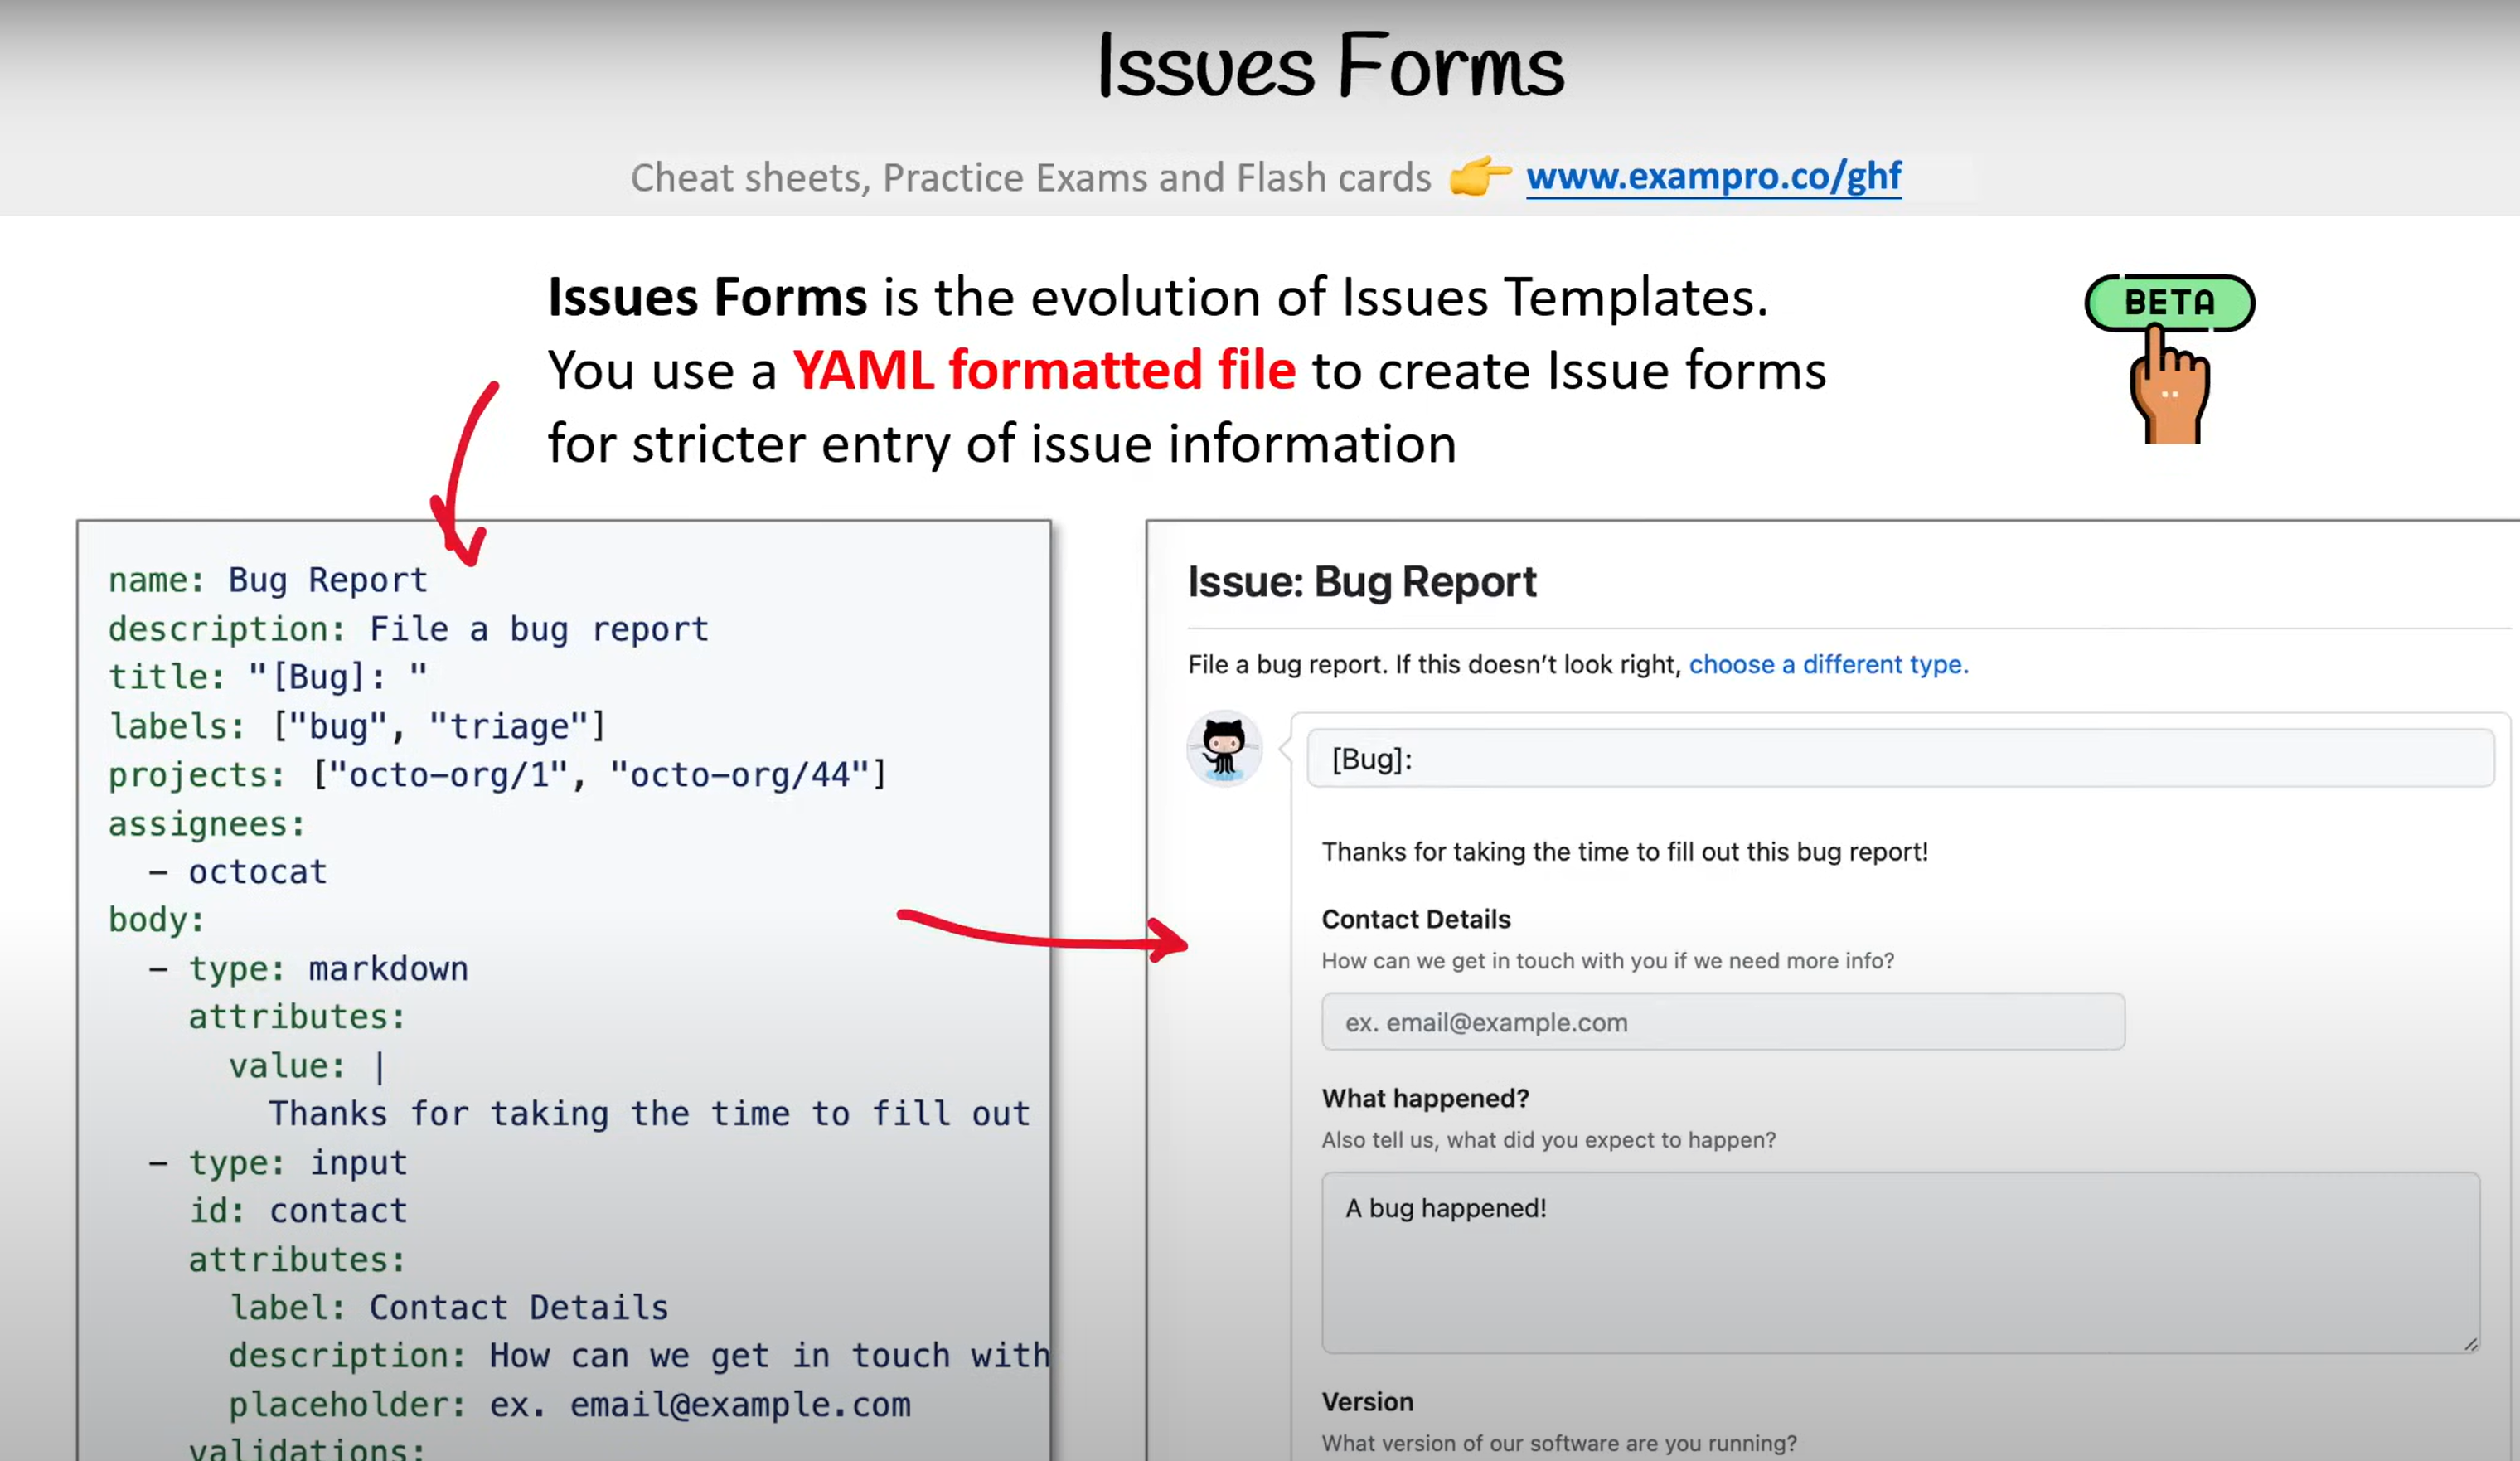 Issues Forms
Cheat sheets, Practice Exams and Flash cards 👉 www.exampro.co/ghf
Issues Forms is the evolution of Issues Templates.
You use a YAML formatted file to create Issue forms
for stricter entry of issue information
BETA
name: Bug Report
description: File a bug report
title: "[Bug]: "
labels: ["bug", "triage"]
projects: ["octo-org/1", "octo-org/44"]
assignees:
  - octocat
body:
  - type: markdown
    attributes:
      value: |
        Thanks for taking the time to fill out
  - type: input
    id: contact
    attributes:
      label: Contact Details
      description: How can we get in touch with
      placeholder: ex. email@example.com
    validations:
Issue: Bug Report
File a bug report. If this doesn't look right, choose a different type.
[Bug]:
Thanks for taking the time to fill out this bug report!
Contact Details
How can we get in touch with you if we need more info?
ex. email@example.com
What happened?
Also tell us, what did you expect to happen?
A bug happened!
Version
What version of our software are you running?